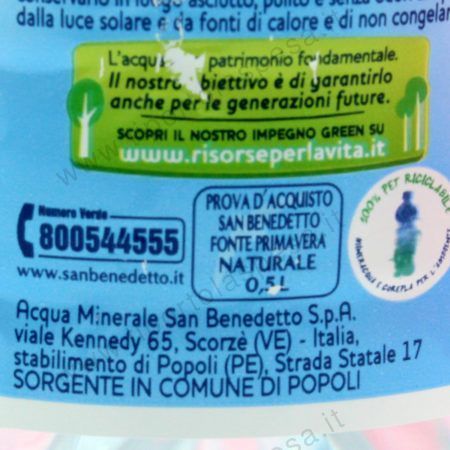 conservarlo in luogo asciutto, pulito e senza
dalla luce solare e da fonti di calore e di non congelar
L'acqua patrimonio fondamentale.
Il nostro obiettivo è di garantirlo
anche per le generazioni future.
SCOPRI IL NOSTRO IMPEGNO GREEN SU
www.risorseperlavita.it
Numero Verde
800544555
www.sanbenedetto.it
PROVA D'ACQUISTO
SAN BENEDETTO
FONTE PRIMAVERA
NATURALE
0,5L
100% PET RICICLABILE
Acqua Minerale San Benedetto S.p.A.
viale Kennedy 65, Scorzè (VE) - Italia,
stabilimento di Popoli (PE), Strada Statale 17
SORGENTE IN COMUNE DI POPOLI